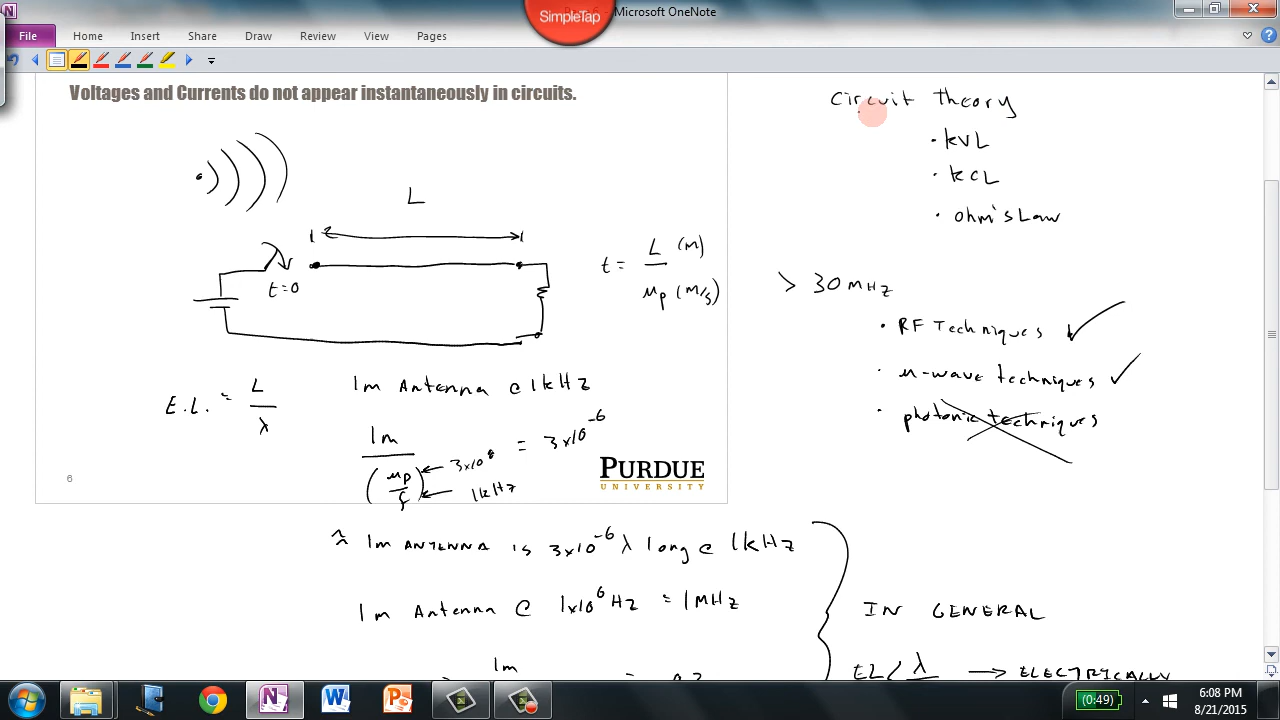 SimpleTap
- Microsoft OneNote
File Home Insert Share Draw Review View Pages
Voltages and Currents do not appear instantaneously in circuits.
Circuit Theory
• KVL
• KCL
• Ohm's Law
L
t=0
t = L (m) / μp (m/s)
> 30 MHz
• RF Techniques ✓
• μ-wave techniques ✓
• photonic techniques
E.L. = L / λ
1m Antenna @ 1kHz
1m / (μp / f) = 3x10^-6
3x10^8
1kHz
PURDUE
UNIVERSITY
6
≈ 1m ANTENNA is 3x10^-6 λ long @ 1kHz
1m Antenna @ 1x10^6 Hz = 1MHz
IN GENERAL
1m
EL / λ → ELECTRICALLY
(0:49)
6:08 PM
8/21/2015